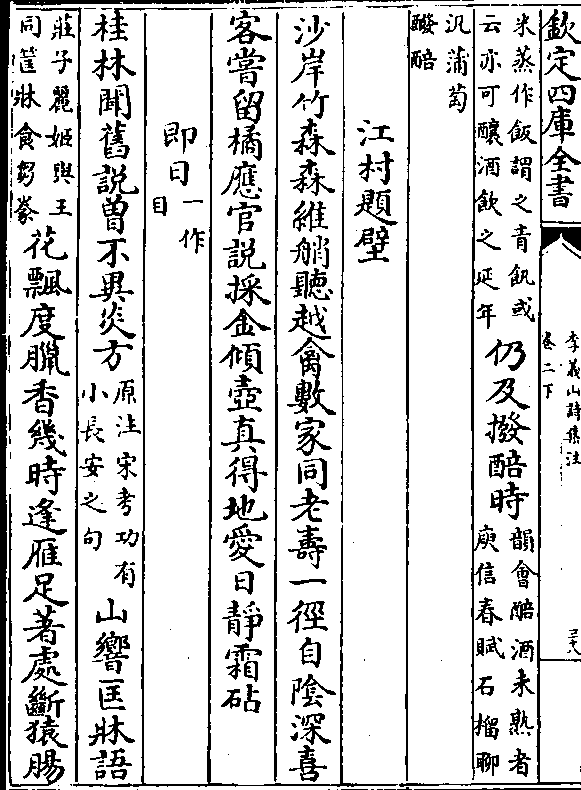 欽定四庫全書
李義山詩集注
卷二下
米蒸作飯謂之青飢或
云亦可釀酒飲之延年
仍及撥醅時
韻會醅酒未熟者
庾信春賦石榴聊
汎蒲萄
醱醅
江村題壁
沙岸竹森森維艄聽越禽數家同老壽一徑自陰深喜
客嘗留橘應官說採金傾壺真得地愛日靜霜砧
即日
一作
目
桂林聞舊說曾不異炎方
原注宋考功有
小長安之句
山響匡牀語
莊子麗姬與王
同筐牀食芻豢
花飄度臘香幾時逢雁足著處斷猿腸